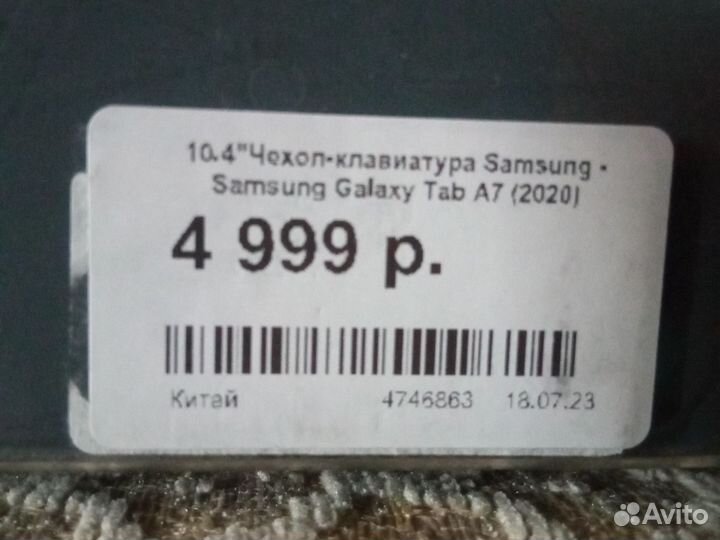 10.4"Чехол-клавиатура Samsung -
Samsung Galaxy Tab A7 (2020)
4 999 р.
Китай 4746863 18.07.23
Avito